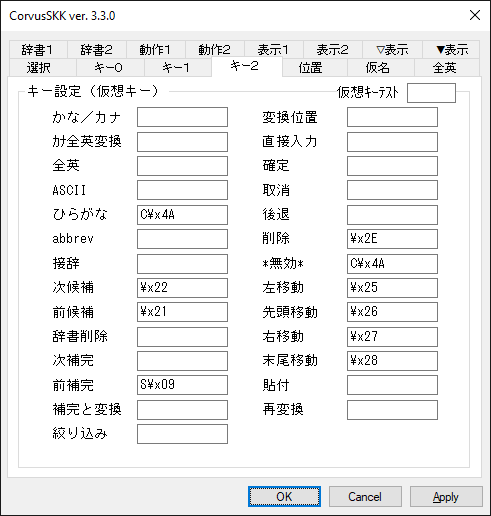 CorvusSKK ver. 3.3.0
辞書1 辞書2 動作1 動作2 表示1 表示2 ▽表示 ▼表示
選択 キー0 キー1 キー2 位置 仮名 全英
キー設定（仮想キー） 仮想ｷｰﾃｽﾄ
かな／カナ 変換位置
ｶﾅ全英変換 直接入力
全英 確定
ASCII 取消
ひらがな C¥x4A 後退
abbrev 削除 ¥x2E
接辞 *無効* C¥x4A
次候補 ¥x22 左移動 ¥x25
前候補 ¥x21 先頭移動 ¥x26
辞書削除 右移動 ¥x27
次補完 末尾移動 ¥x28
前補完 S¥x09 貼付
補完と変換 再変換
絞り込み
OK Cancel Apply